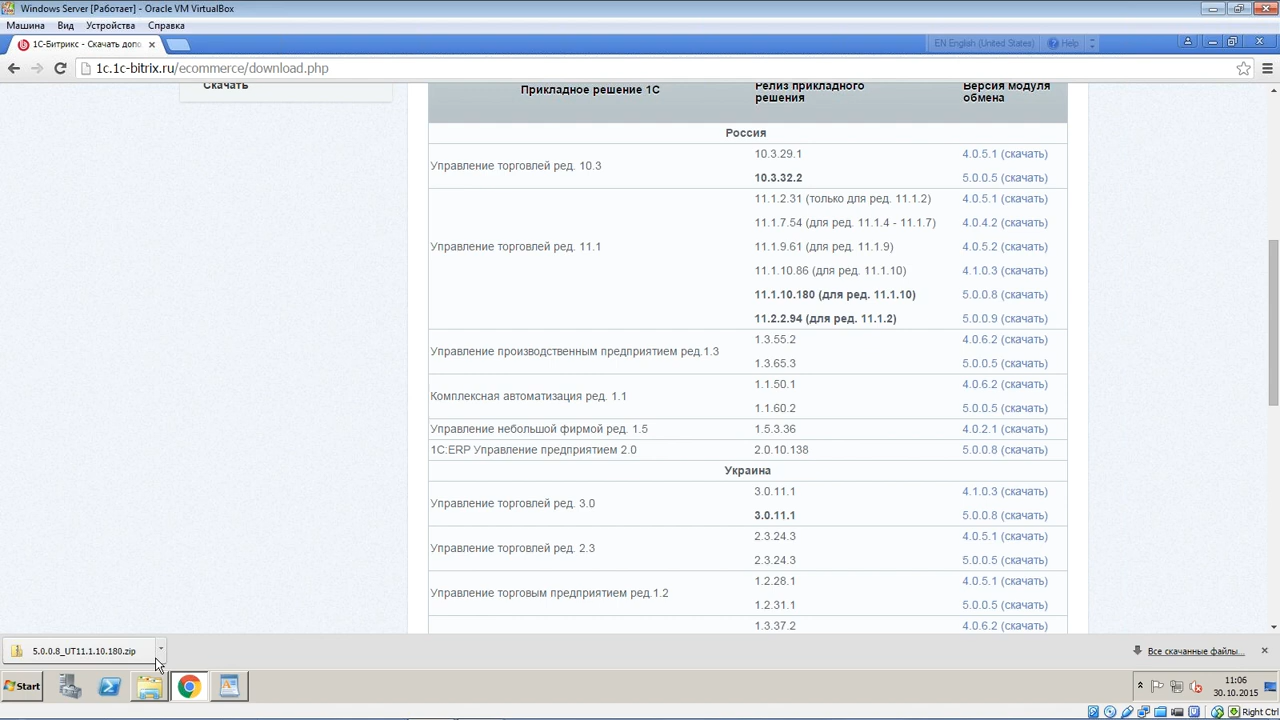 Windows Server [Работает] - Oracle VM VirtualBox
Машина Вид Устройства Справка
1С-Битрикс - Скачать допо
EN English (United States) Help
1c.1c-bitrix.ru/ecommerce/download.php
Скачать
Прикладное решение 1С Релиз прикладного решения Версия модуля обмена
Россия
Управление торговлей ред. 10.3
10.3.29.1 4.0.5.1 (скачать)
10.3.32.2 5.0.0.5 (скачать)
Управление торговлей ред. 11.1
11.1.2.31 (только для ред. 11.1.2) 4.0.5.1 (скачать)
11.1.7.54 (для ред. 11.1.4 - 11.1.7) 4.0.4.2 (скачать)
11.1.9.61 (для ред. 11.1.9) 4.0.5.2 (скачать)
11.1.10.86 (для ред. 11.1.10) 4.1.0.3 (скачать)
11.1.10.180 (для ред. 11.1.10) 5.0.0.8 (скачать)
11.2.2.94 (для ред. 11.1.2) 5.0.0.9 (скачать)
Управление производственным предприятием ред.1.3
1.3.55.2 4.0.6.2 (скачать)
1.3.65.3 5.0.0.5 (скачать)
Комплексная автоматизация ред. 1.1
1.1.50.1 4.0.6.2 (скачать)
1.1.60.2 5.0.0.5 (скачать)
Управление небольшой фирмой ред. 1.5 1.5.3.36 4.0.2.1 (скачать)
1С:ERP Управление предприятием 2.0 2.0.10.138 5.0.0.8 (скачать)
Украина
Управление торговлей ред. 3.0
3.0.11.1 4.1.0.3 (скачать)
3.0.11.1 5.0.0.8 (скачать)
Управление торговлей ред. 2.3
2.3.24.3 4.0.5.1 (скачать)
2.3.24.3 5.0.0.5 (скачать)
Управление торговым предприятием ред.1.2
1.2.28.1 4.0.5.1 (скачать)
1.2.31.1 5.0.0.5 (скачать)
1.3.37.2 4.0.6.2 (скачать)
5.0.0.8_UT11.1.10.180.zip
Все скачанные файлы...
Start
11:06
30.10.2015
Right Ctrl